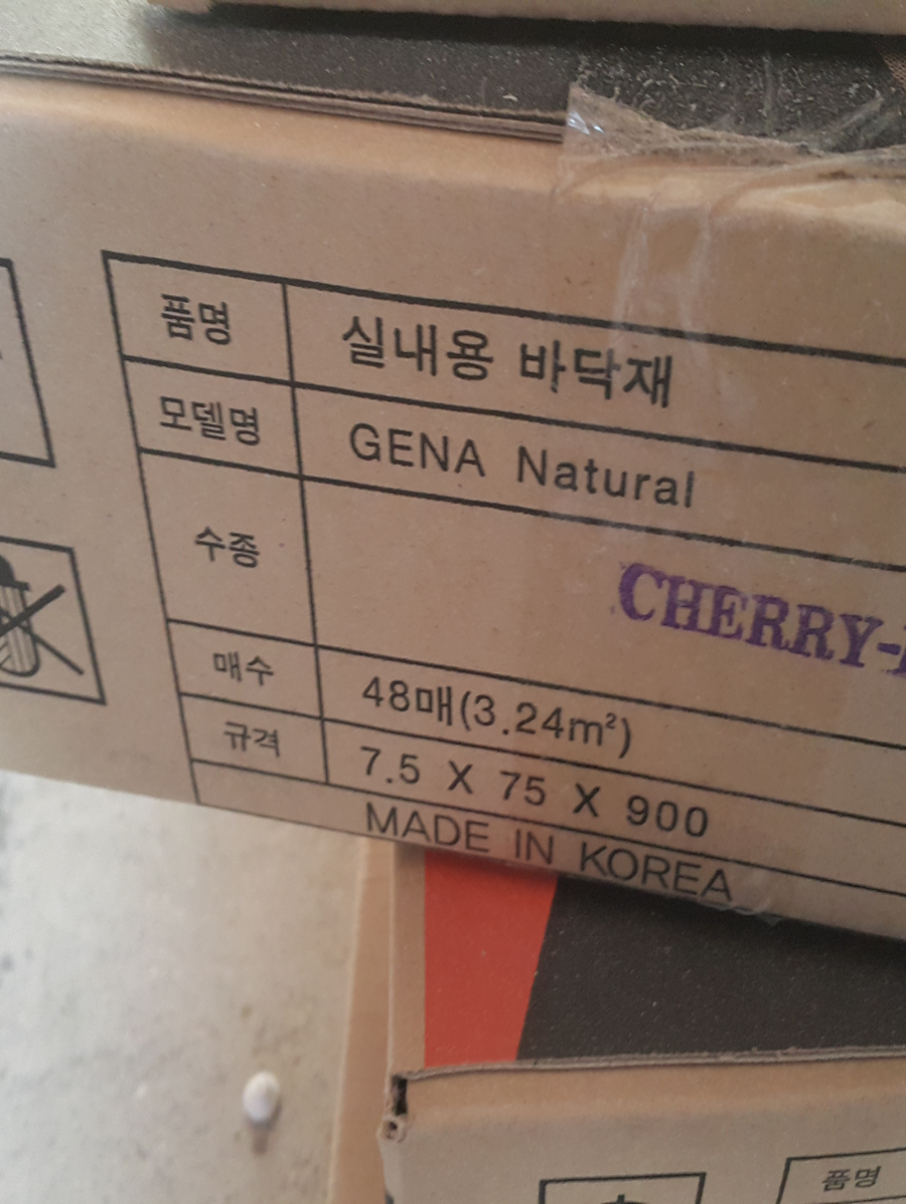 품명 실내용 바닥재
모델명 GENA Natural
수종 CHERRY-
매수 48매(3.24m²)
규격 7.5 X 75 X 900
MADE IN KOREA
품명